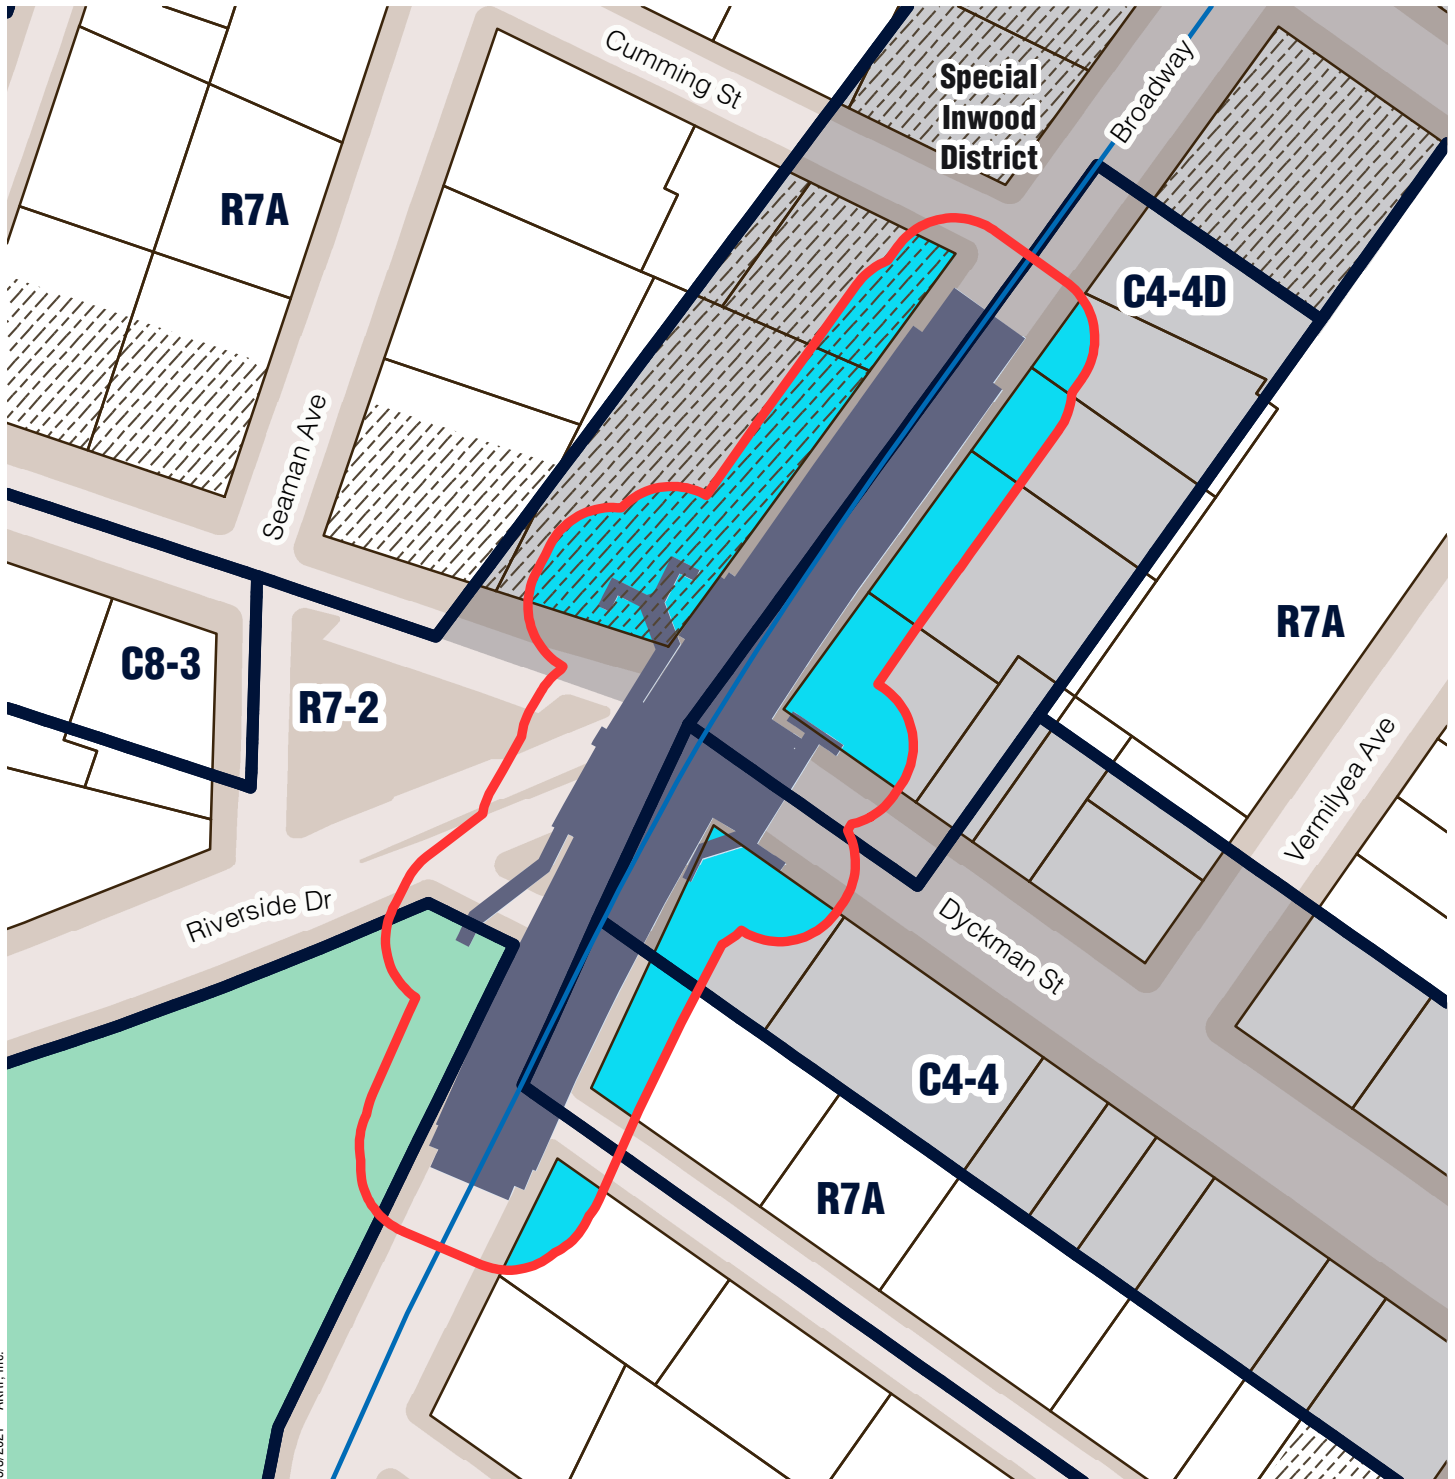 Cumming St
Special
Inwood
District
Broadway
R7A
C4-4D
Seaman Ave
R7A
C8-3
R7-2
Vermilyea Ave
Riverside Dr
Dyckman St
C4-4
R7A